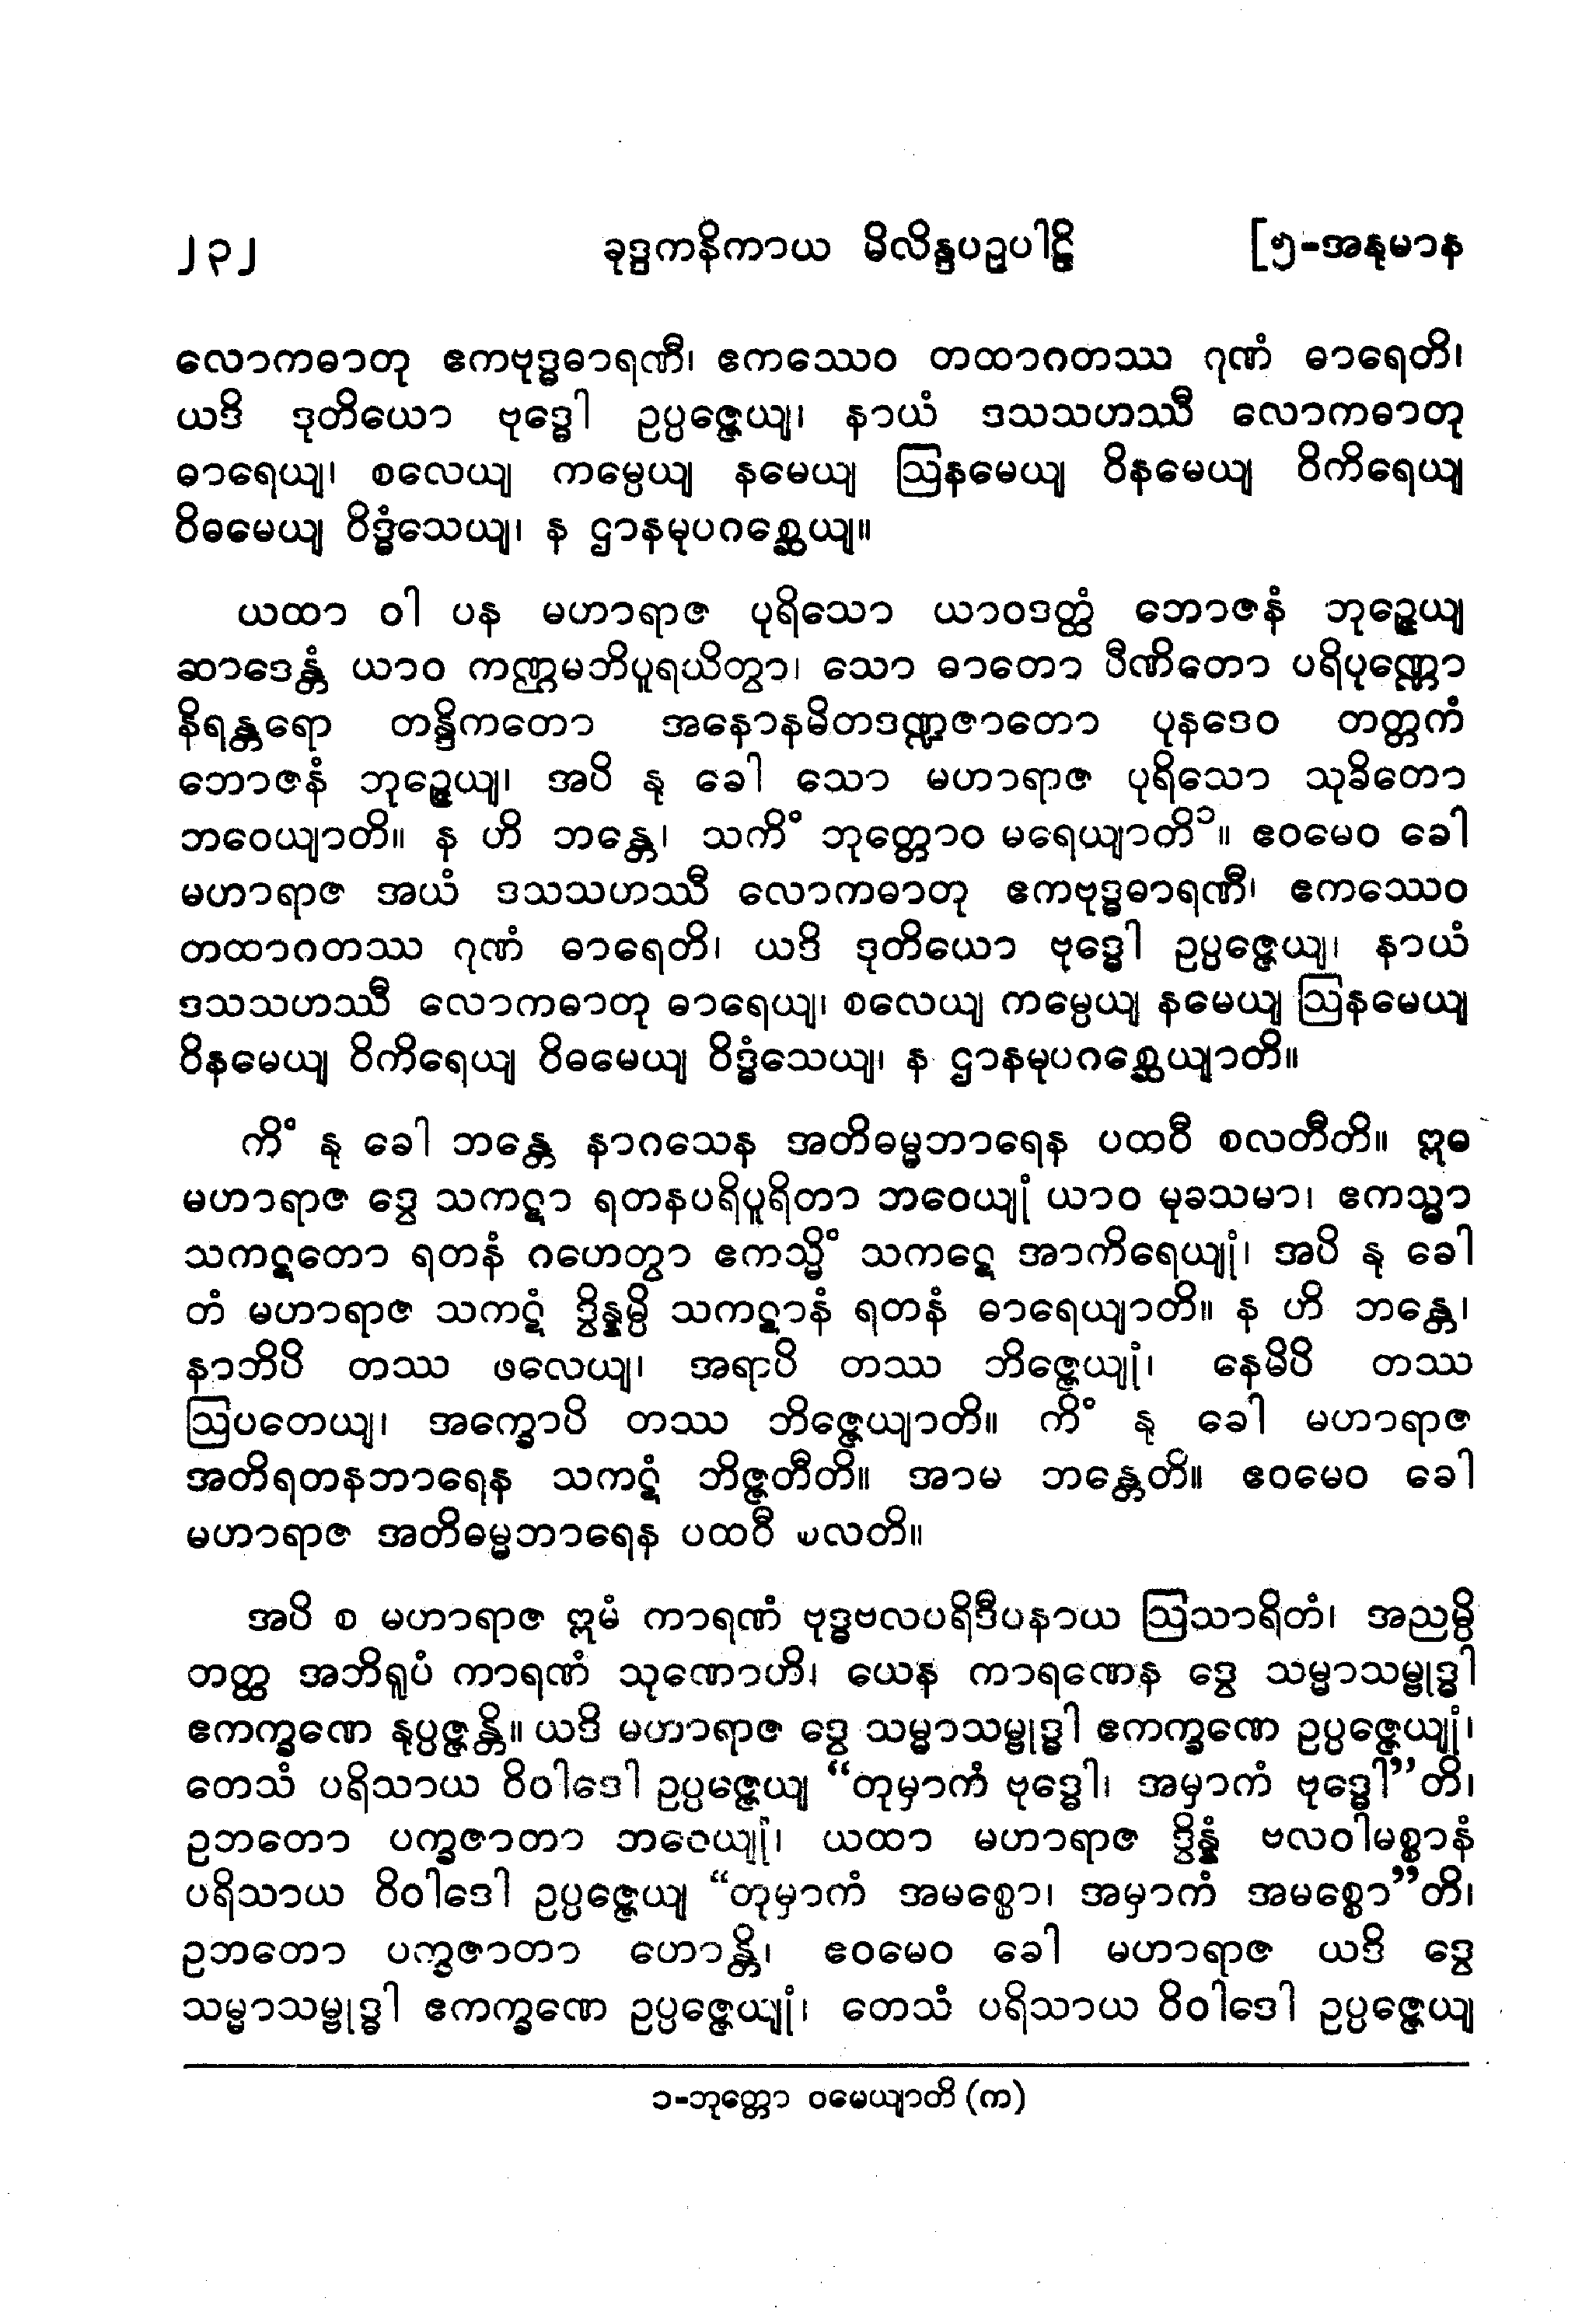 ၂၃၂ ခုဒ္ဒကနိကာယ မိလိန္ဒပဉှပါဠိ [၅-အနုမာန
လောကဓာတု ဧကဗုဒ္ဓဓာရဏီ၊ ဧကဿေဝ တထာဂတဿ ဂုဏံ ဓာရေတိ၊
ယဒိ ဒုတိယော ဗုဒ္ဓေါ ဥပ္ပဇ္ဇေယျ၊ နာယံ ဒသသဟဿီ လောကဓာတု
ဓာရေယျ၊ စလေယျ ကမ္ပေယျ နမေယျ ဩနမေယျ ဝိနမေယျ ဝိကိရေယျ
ဝိဓမေယျ ဝိဒ္ဓံသေယျ၊ န ဌာနမုပဂစ္ဆေယျ။
ယထာ ဝါ ပန မဟာရာဇ ပုရိသော ယာဝဒတ္ထံ ဘောဇနံ ဘုဉ္ဇေယျ
ဆာဒေန္တံ ယာဝ ကဏ္ဌမဘိပူရယိတွာ၊ သော ဓာတော ပီဏိတော ပရိပုဏ္ဏော
နိရန္တရော တန္ဒိကတော အနောနမိတဒဏ္ဍဇာတော ပုနဒေဝ တတ္တကံ
ဘောဇနံ ဘုဉ္ဇေယျ၊ အပိ နု ခေါ သော မဟာရာဇ ပုရိသော သုခိတော
ဘဝေယျာတိ။ န ဟိ ဘန္တေ၊ သကိံ ဘုတ္တောဝ မရေယျာတိ၁။ ဧဝမေဝ ခေါ
မဟာရာဇ အယံ ဒသသဟဿီ လောကဓာတု ဧကဗုဒ္ဓဓာရဏီ၊ ဧကဿေဝ
တထာဂတဿ ဂုဏံ ဓာရေတိ၊ ယဒိ ဒုတိယော ဗုဒ္ဓေါ ဥပ္ပဇ္ဇေယျ၊ နာယံ
ဒသသဟဿီ လောကဓာတု ဓာရေယျ၊ စလေယျ ကမ္ပေယျ နမေယျ ဩနမေယျ
ဝိနမေယျ ဝိကိရေယျ ဝိဓမေယျ ဝိဒ္ဓံသေယျ၊ န ဌာနမုပဂစ္ဆေယျာတိ။
ကိံ နု ခေါ ဘန္တေ နာဂသေန အတိဓမ္မဘာရေန ပထဝီ စလတီတိ။ ဣဓ
မဟာရာဇ ဒွေ သကဋာ ရတနပရိပူရိတာ ဘဝေယျုံ ယာဝ မုခသမာ၊ ဧကသ္မာ
သကဋတော ရတနံ ဂဟေတွာ ဧကသ္မိံ သကဋေ အာကိရေယျုံ၊ အပိ နု ခေါ
တံ မဟာရာဇ သကဋံ ဒွိန္နမ္ပိ သကဋာနံ ရတနံ ဓာရေယျာတိ။ န ဟိ ဘန္တေ၊
နာဘိပိ တဿ ဖလေယျ၊ အရာပိ တဿ ဘိဇ္ဇေယျုံ၊ နေမိပိ တဿ
ဩပတေယျ၊ အက္ခောပိ တဿ ဘိဇ္ဇေယျာတိ။ ကိံ နု ခေါ မဟာရာဇ
အတိရတနဘာရေန သကဋံ ဘိဇ္ဇတီတိ။ အာမ ဘန္တေတိ။ ဧဝမေဝ ခေါ
မဟာရာဇ အတိဓမ္မဘာရေန ပထဝီ စလတိ။
အပိ စ မဟာရာဇ ဣမံ ကာရဏံ ဗုဒ္ဓဗလပရိဒီပနာယ ဩသာရိတံ၊ အညမ္ပိ
တတ္ထ အဘိရူပံ ကာရဏံ သုဏောဟိ၊ ယေန ကာရဏေန ဒွေ သမ္မာသမ္ဗုဒ္ဓါ
ဧကက္ခဏေ နုပ္ပဇ္ဇန္တိ။ ယဒိ မဟာရာဇ ဒွေ သမ္မာသမ္ဗုဒ္ဓါ ဧကက္ခဏေ ဥပ္ပဇ္ဇေယျုံ၊
တေသံ ပရိသာယ ဝိဝါဒေါ ဥပ္ပဇ္ဇေယျ “တုမှာကံ ဗုဒ္ဓေါ၊ အမှာကံ ဗုဒ္ဓေါ”တိ၊
ဥဘတော ပက္ခဇာတာ ဘဝေယျုံ၊ ယထာ မဟာရာဇ ဒွိန္နံ ဗလဝါမစ္စာနံ
ပရိသာယ ဝိဝါဒေါ ဥပ္ပဇ္ဇေယျ “တုမှာကံ အမစ္စော၊ အမှာကံ အမစ္စော”တိ၊
ဥဘတော ပက္ခဇာတာ ဟောန္တိ၊ ဧဝမေဝ ခေါ မဟာရာဇ ယဒိ ဒွေ
သမ္မာသမ္ဗုဒ္ဓါ ဧကက္ခဏေ ဥပ္ပဇ္ဇေယျုံ၊ တေသံ ပရိသာယ ဝိဝါဒေါ ဥပ္ပဇ္ဇေယျ
၁-ဘုတ္တော ဝမေယျာတိ (က)